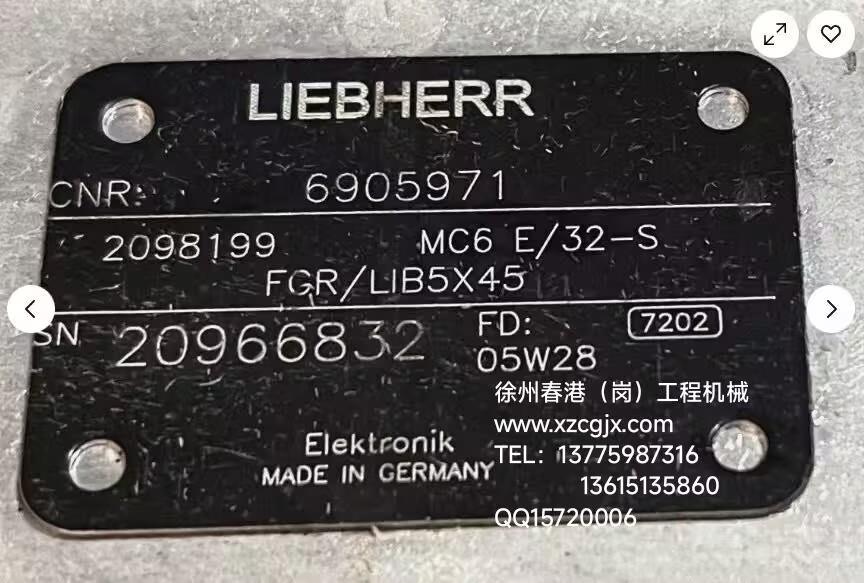 LIEBHERR
CNR: 6905971
2098199 MC6 E/32-S
FGR/LIB5X45
SN 20966832 FD: 7202
05W28
徐州春港（岗）工程机械
www.xzcgjx.com
Elektronik
TEL：13775987316
MADE IN GERMANY
13615135860
QQ15720006